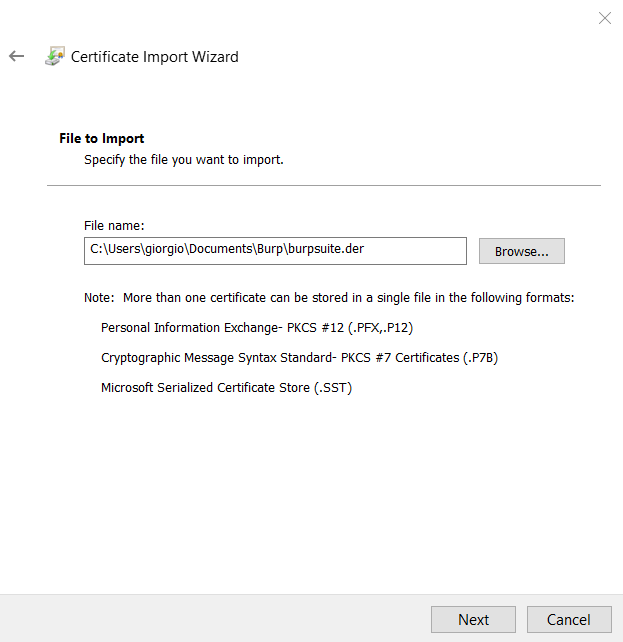 Certificate Import Wizard
File to Import
Specify the file you want to import.
File name:
C:\Users\giorgio\Documents\Burp\burpsuite.der
Browse...
Note:  More than one certificate can be stored in a single file in the following formats:
Personal Information Exchange- PKCS #12 (.PFX,.P12)
Cryptographic Message Syntax Standard- PKCS #7 Certificates (.P7B)
Microsoft Serialized Certificate Store (.SST)
Next
Cancel